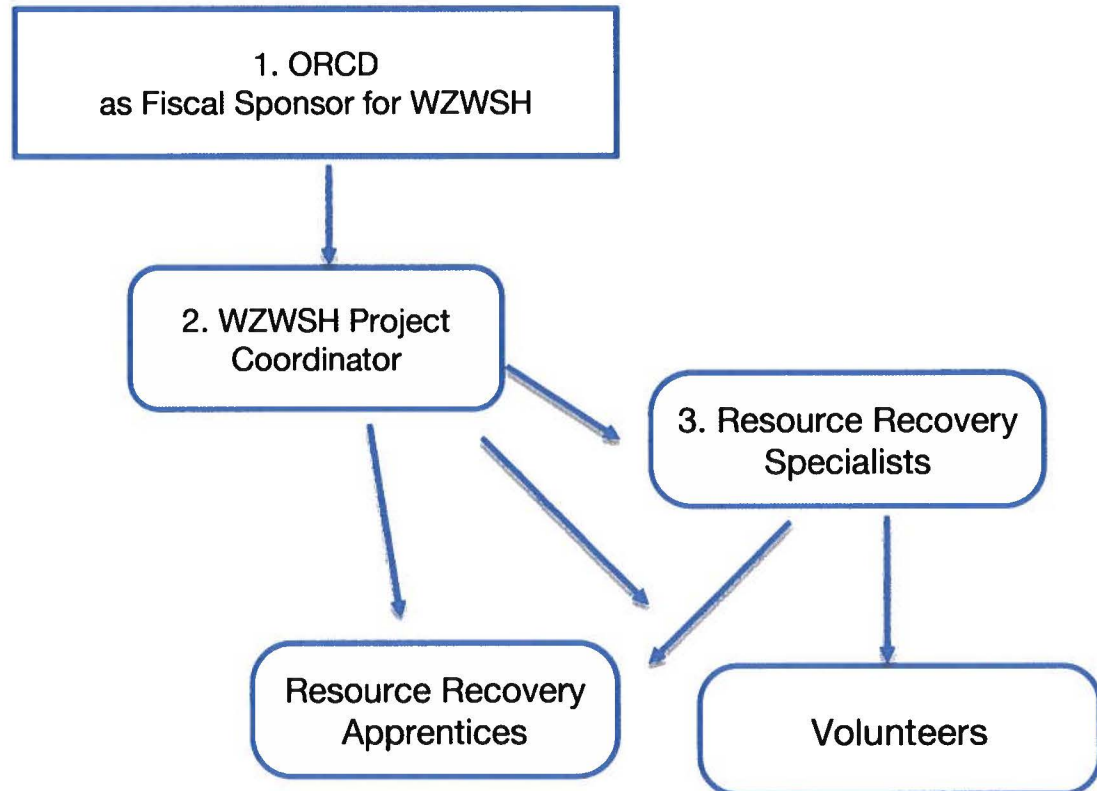 1. ORCD
as Fiscal Sponsor for WZWSH
2. WZWSH Project
Coordinator
3. Resource Recovery
Specialists
Resource Recovery
Apprentices
Volunteers